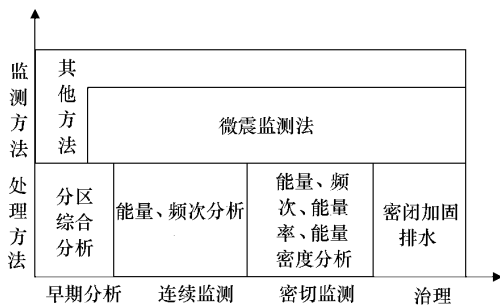 监测方法
其他方法
微震监测法
处理方法
分区
综合
分析
能量、频次分析
能量、频
次、能量
率、能量
密度分析
密闭加固
排水
早期分析
连续监测
密切监测
治理